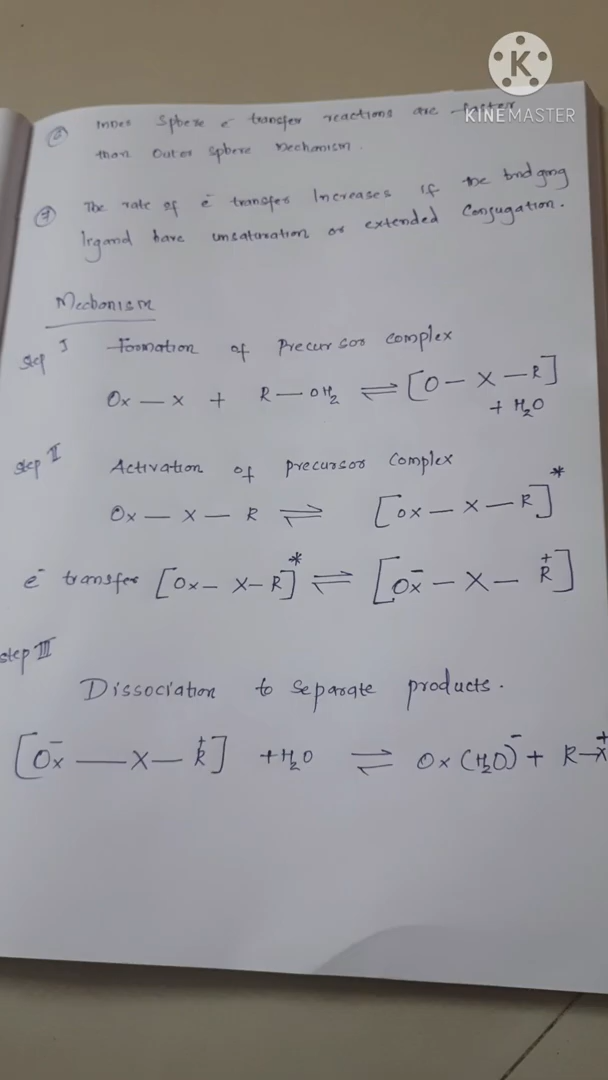 K
KINEMASTER
⑥ Inner Sphere e⁻ transfer reactions are faster
than Outer Sphere Mechanism.
⑦ The rate of e⁻ transfer Increases if the bridging
ligand have unsaturation or extended conjugation.
Mechanism
Step I Formation of Precursor complex
Ox — X + R — OH₂ ⇌ [O — X — R]
+ H₂O
Step II Activation of precursor complex
Ox — X — R ⇌ [Ox — X — R]*
e⁻ transfer [Ox — X — R]* ⇌ [Ox⁻ — X — R⁺]
Step III
Dissociation to separate products.
[Ox⁻ — X — R⁺] + H₂O ⇌ Ox(H₂O)⁻ + R—X⁺